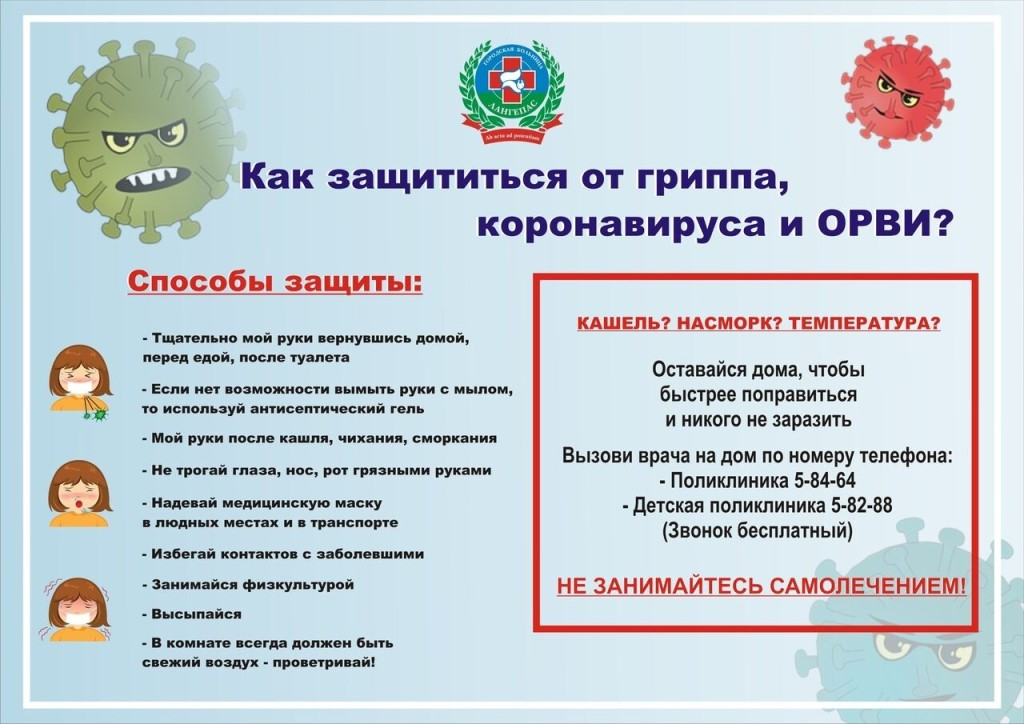 ГОРОДСКАЯ БОЛЬНИЦА
ЛАНГЕПАС
Как защититься от гриппа,
коронавируса и ОРВИ?
Способы защиты:
- Тщательно мой руки вернувшись домой,
перед едой, после туалета
- Если нет возможности вымыть руки с мылом,
то используй антисептический гель
- Мой руки после кашля, чихания, сморкания
- Не трогай глаза, нос, рот грязными руками
- Надевай медицинскую маску
в людных местах и в транспорте
- Избегай контактов с заболевшими
- Занимайся физкультурой
- Высыпайся
- В комнате всегда должен быть
свежий воздух - проветривай!
КАШЕЛЬ? НАСМОРК? ТЕМПЕРАТУРА?
Оставайся дома, чтобы
быстрее поправиться
и никого не заразить
Вызови врача на дом по номеру телефона:
- Поликлиника 5-84-64
- Детская поликлиника 5-82-88
(Звонок бесплатный)
НЕ ЗАНИМАЙТЕСЬ САМОЛЕЧЕНИЕМ!